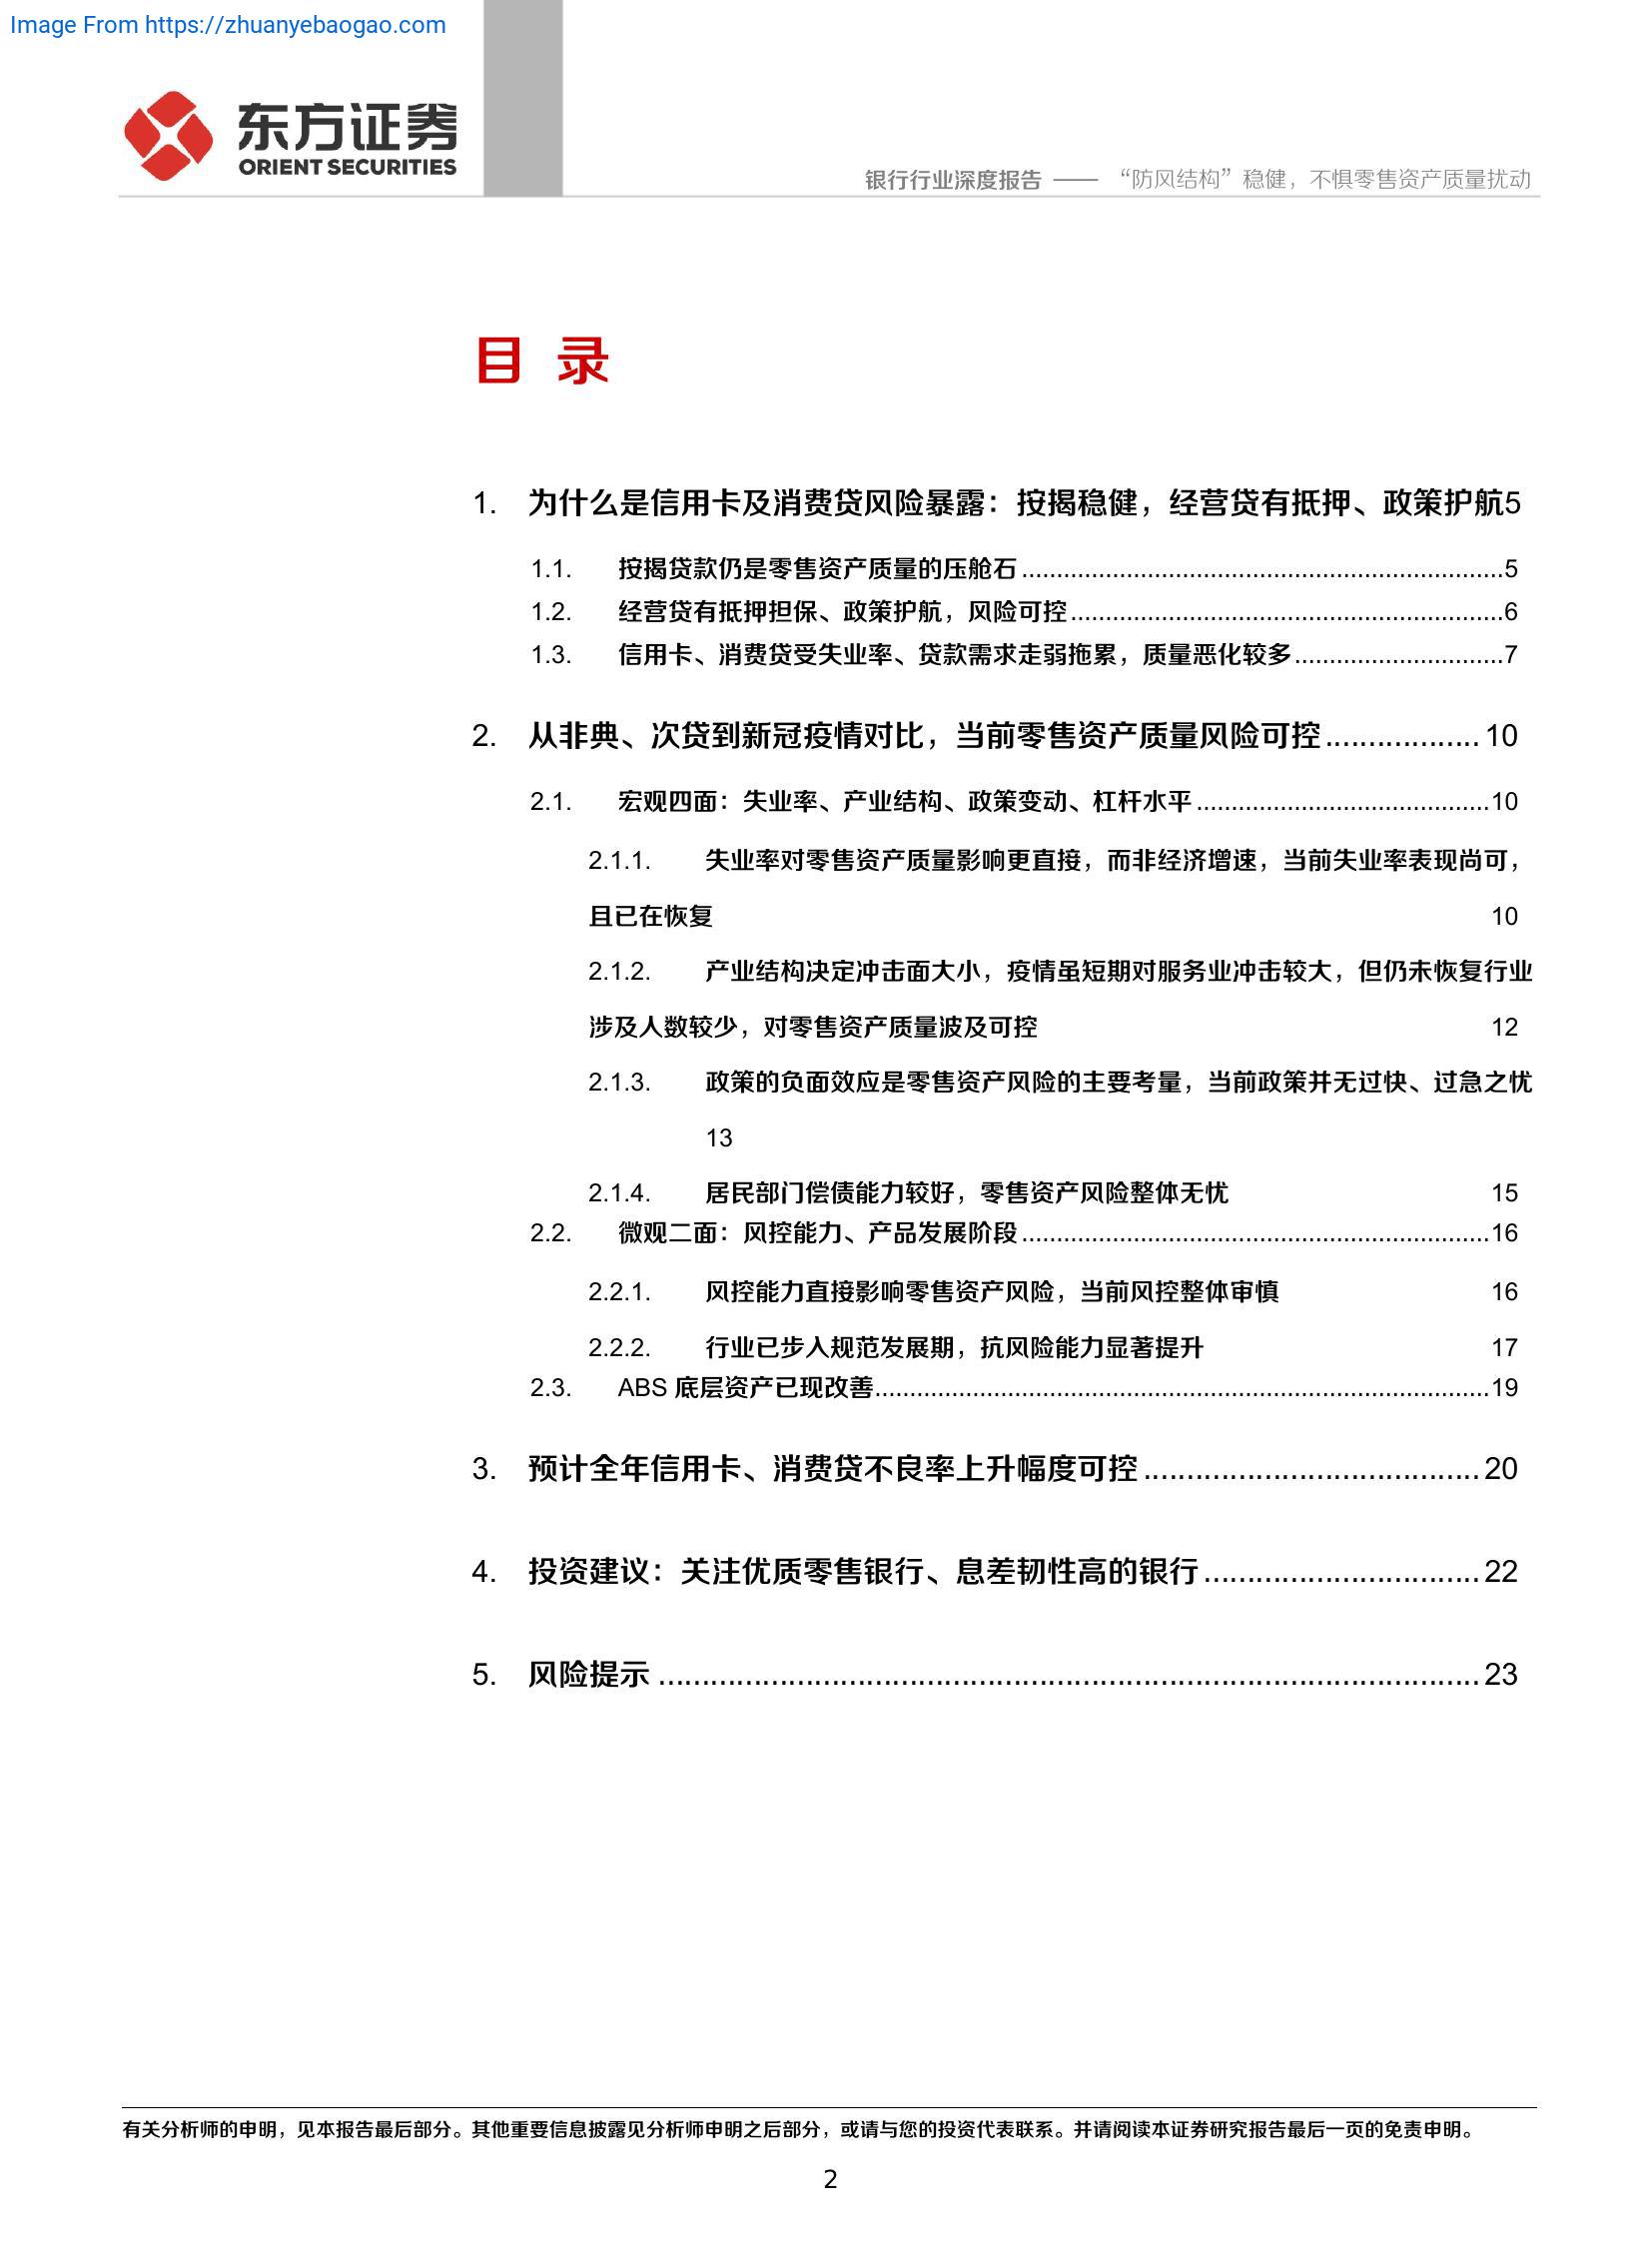 Image From https://zhuanyebaogao.com
东方证券
ORIENT SECURITIES
银行行业深度报告 —— “防风结构”稳健，不惧零售资产质量扰动
目 录
1. 为什么是信用卡及消费贷风险暴露：按揭稳健，经营贷有抵押、政策护航5
1.1. 按揭贷款仍是零售资产质量的压舱石.....................................................................5
1.2. 经营贷有抵押担保、政策护航，风险可控..............................................................6
1.3. 信用卡、消费贷受失业率、贷款需求走弱拖累，质量恶化较多..............................7
2. 从非典、次贷到新冠疫情对比，当前零售资产质量风险可控..................10
2.1. 宏观四面：失业率、产业结构、政策变动、杠杆水平..........................................10
2.1.1. 失业率对零售资产质量影响更直接，而非经济增速，当前失业率表现尚可，
且已在恢复 10
2.1.2. 产业结构决定冲击面大小，疫情虽短期对服务业冲击较大，但仍未恢复行业
涉及人数较少，对零售资产质量波及可控 12
2.1.3. 政策的负面效应是零售资产风险的主要考量，当前政策并无过快、过急之忧
13
2.1.4. 居民部门偿债能力较好，零售资产风险整体无忧 15
2.2. 微观二面：风控能力、产品发展阶段...................................................................16
2.2.1. 风控能力直接影响零售资产风险，当前风控整体审慎 16
2.2.2. 行业已步入规范发展期，抗风险能力显著提升 17
2.3. ABS 底层资产已现改善........................................................................................19
3. 预计全年信用卡、消费贷不良率上升幅度可控.......................................20
4. 投资建议：关注优质零售银行、息差韧性高的银行................................22
5. 风险提示...............................................................................................23
有关分析师的申明，见本报告最后部分。其他重要信息披露见分析师申明之后部分，或请与您的投资代表联系。并请阅读本证券研究报告最后一页的免责申明。
2